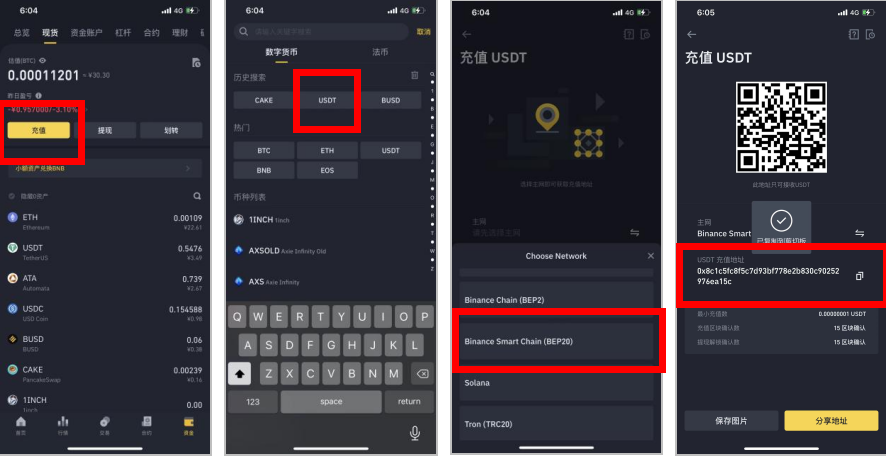 6:04
4G
总览 现货 资金账户 杠杆 合约 理财
估值(BTC)
0.00011201 ≈ ¥30.30
昨日盈亏
充值
提现
划转
小额资产兑换BNB
隐藏0资产
ETH 0.00109
Ethereum ¥22.61
USDT 0.5476
TetherUS ¥3.49
ATA 0.739
Automata ¥2.67
USDC 0.154588
USD Coin ¥0.98
BUSD 0.06
BUSD ¥0.38
CAKE 0.00239
PancakeSwap ¥0.16
1INCH 0.00
1inch
首页 行情 交易 合约 资金
6:04
4G
请输入关键字搜索
取消
数字货币 法币
历史搜索
CAKE USDT BUSD
热门
BTC ETH USDT
BNB EOS
币种列表
1INCH 1inch
AXSOLD Axie Infinity Old
AXS Axie Infinity
Q W E R T Y U I O P
A S D F G H J K L
Z X C V B N M
123 space return
6:04
4G
充值 USDT
选择主网即可获取充值地址
主网
请先选择主网
Choose Network
Binance Chain (BEP2)
Binance Smart Chain (BEP20)
Solana
Tron (TRC20)
6:05
4G
充值 USDT
此地址只可接收USDT
主网
Binance Smart
已复制到剪切板
USDT 充值地址
0x8c1c5fc8f5c7d93bf778e2b830c90252
976ea15c
最小充值数 0.00000001 USDT
充值区块确认数 15 区块确认
提现解锁确认数 15 区块确认
保存图片
分享地址